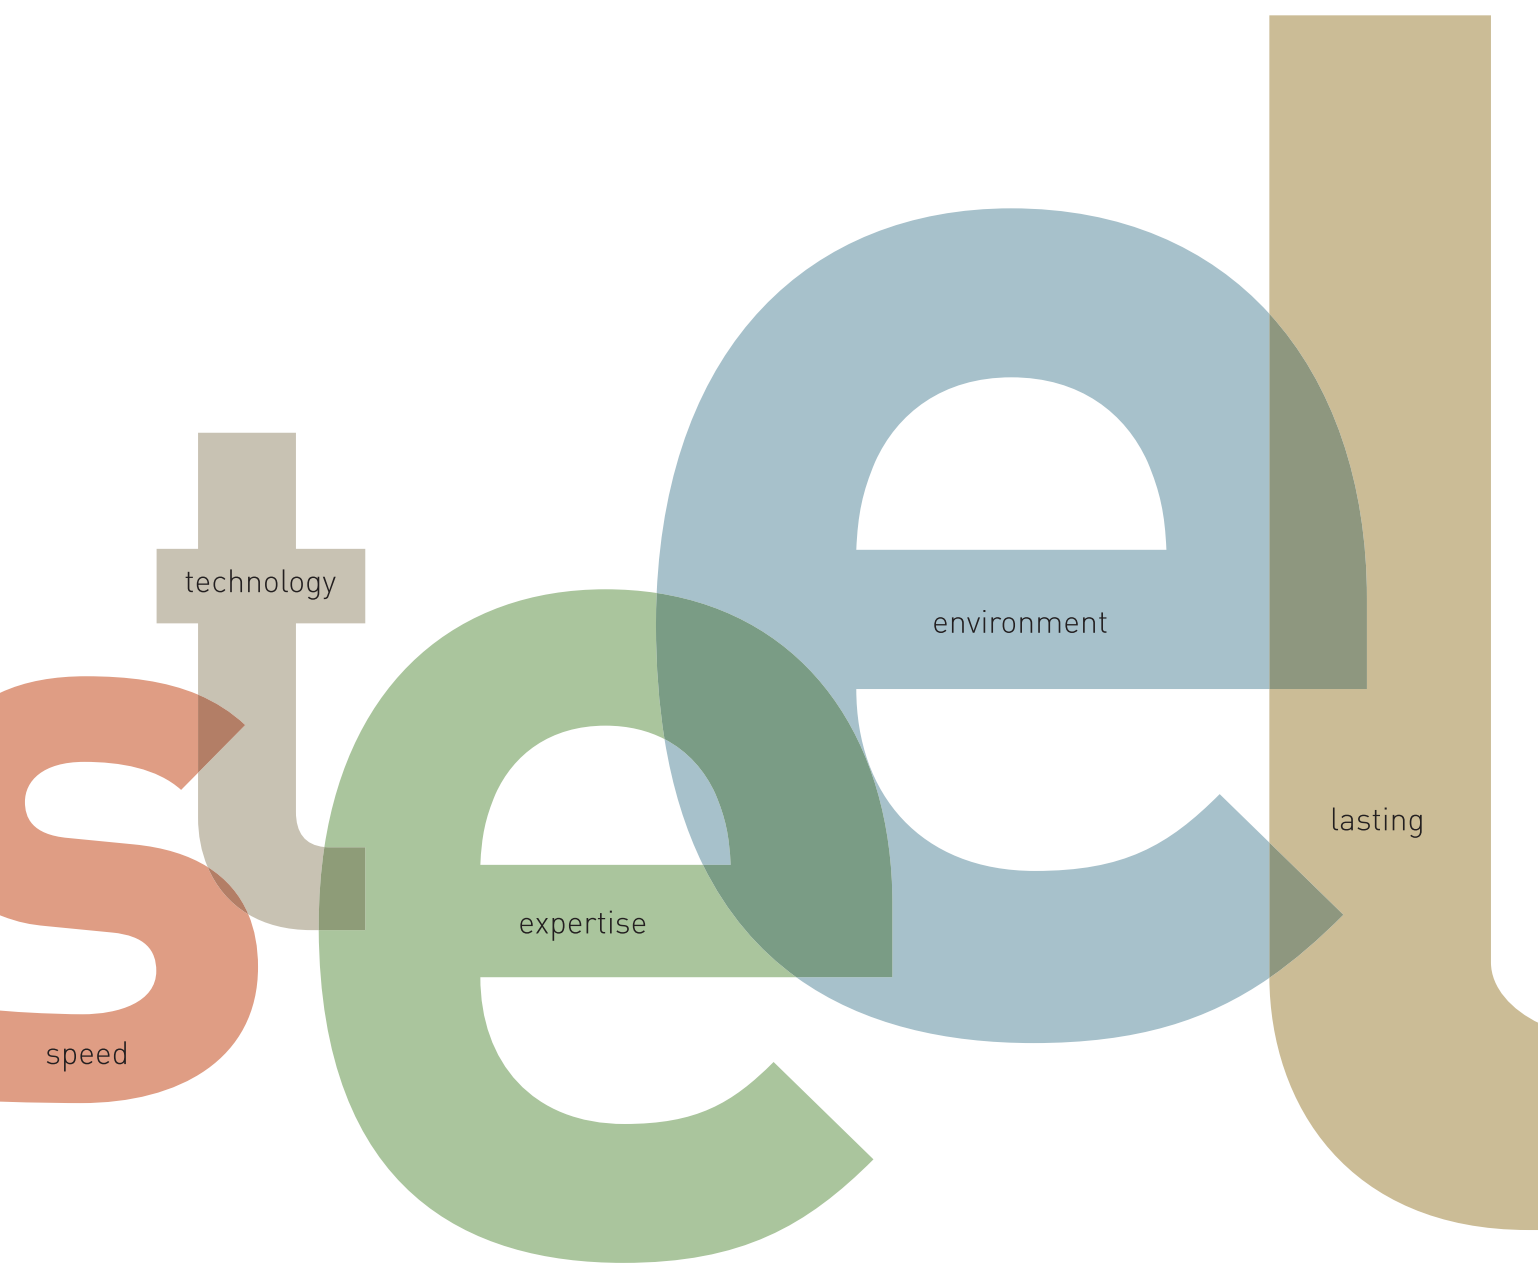 steel
technology
environment
lasting
expertise
speed